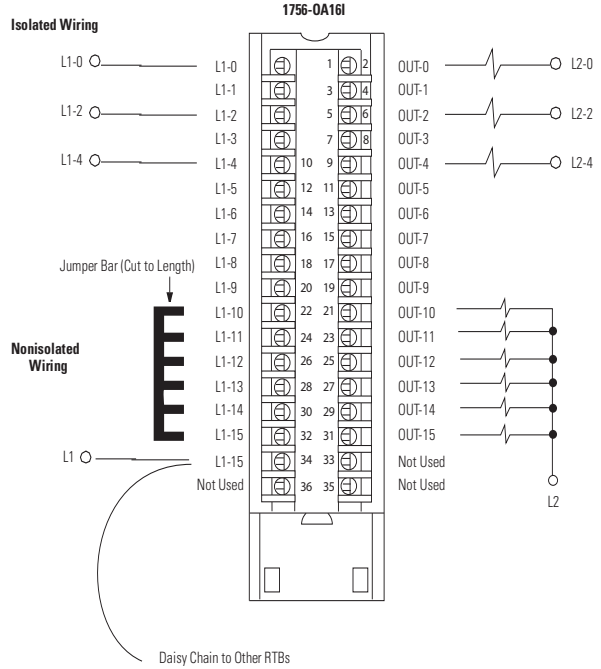 1756-OA16I
Isolated Wiring
L1-0 L1-0 1 2 OUT-0 L2-0
L1-1 3 4 OUT-1
L1-2 L1-2 5 6 OUT-2 L2-2
L1-3 7 8 OUT-3
L1-4 L1-4 10 9 OUT-4 L2-4
L1-5 12 11 OUT-5
L1-6 14 13 OUT-6
L1-7 16 15 OUT-7
Jumper Bar (Cut to Length) L1-8 18 17 OUT-8
L1-9 20 19 OUT-9
L1-10 22 21 OUT-10
L1-11 24 23 OUT-11
Nonisolated
Wiring
L1-12 26 25 OUT-12
L1-13 28 27 OUT-13
L1-14 30 29 OUT-14
L1-15 32 31 OUT-15
L1 L1-15 34 33 Not Used
Not Used 36 35 Not Used
L2
Daisy Chain to Other RTBs